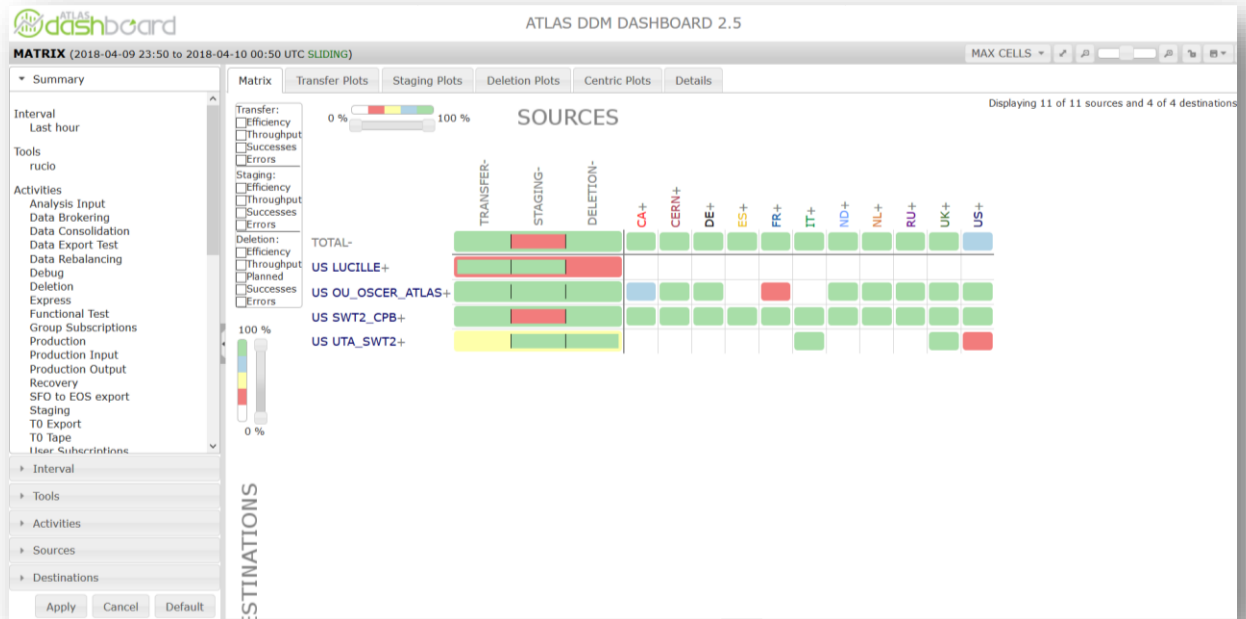 ATLAS
dashboard
ATLAS DDM DASHBOARD 2.5
MATRIX (2018-04-09 23:50 to 2018-04-10 00:50 UTC SLIDING)
MAX CELLS
Summary
Interval
Last hour
Tools
rucio
Activities
Analysis Input
Data Brokering
Data Consolidation
Data Export Test
Data Rebalancing
Debug
Deletion
Express
Functional Test
Group Subscriptions
Production
Production Input
Production Output
Recovery
SFO to EOS export
Staging
T0 Export
T0 Tape
User Subscriptions
Interval
Tools
Activities
Sources
Destinations
Apply Cancel Default
Matrix Transfer Plots Staging Plots Deletion Plots Centric Plots Details
Displaying 11 of 11 sources and 4 of 4 destinations
Transfer:
Efficiency
Throughput
Successes
Errors
Staging:
Efficiency
Throughput
Successes
Errors
Deletion:
Efficiency
Throughput
Planned
Successes
Errors
0 % 100 %
SOURCES
TRANSFER- STAGING- DELETION- CA+ CERN+ DE+ ES+ FR+ IT+ ND+ NL+ RU+ UK+ US+
TOTAL-
US LUCILLE+
US OU_OSCER_ATLAS+
US SWT2_CPB+
US UTA_SWT2+
100 %
0 %